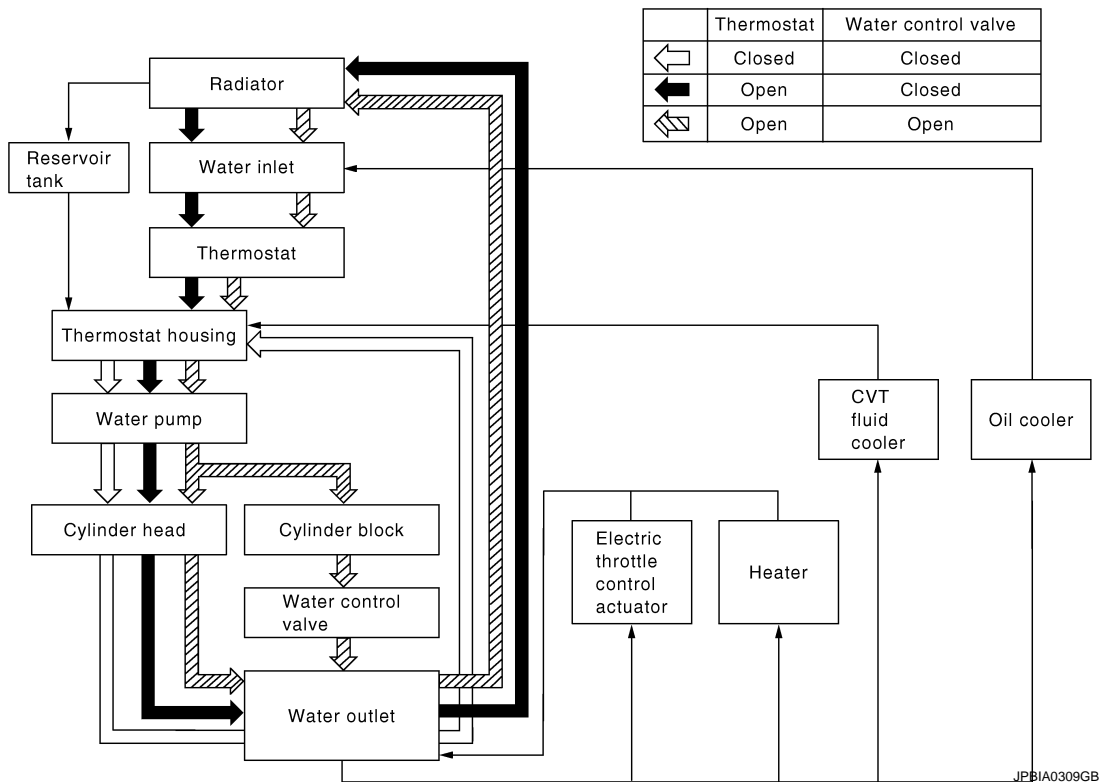 Thermostat Water control valve
Closed Closed
Open Closed
Open Open
Radiator
Reservoir
tank
Water inlet
Thermostat
Thermostat housing
Water pump
CVT
fluid
cooler
Oil cooler
Cylinder head
Cylinder block
Electric
throttle
control
actuator
Heater
Water control
valve
Water outlet
JPBIA0309GB